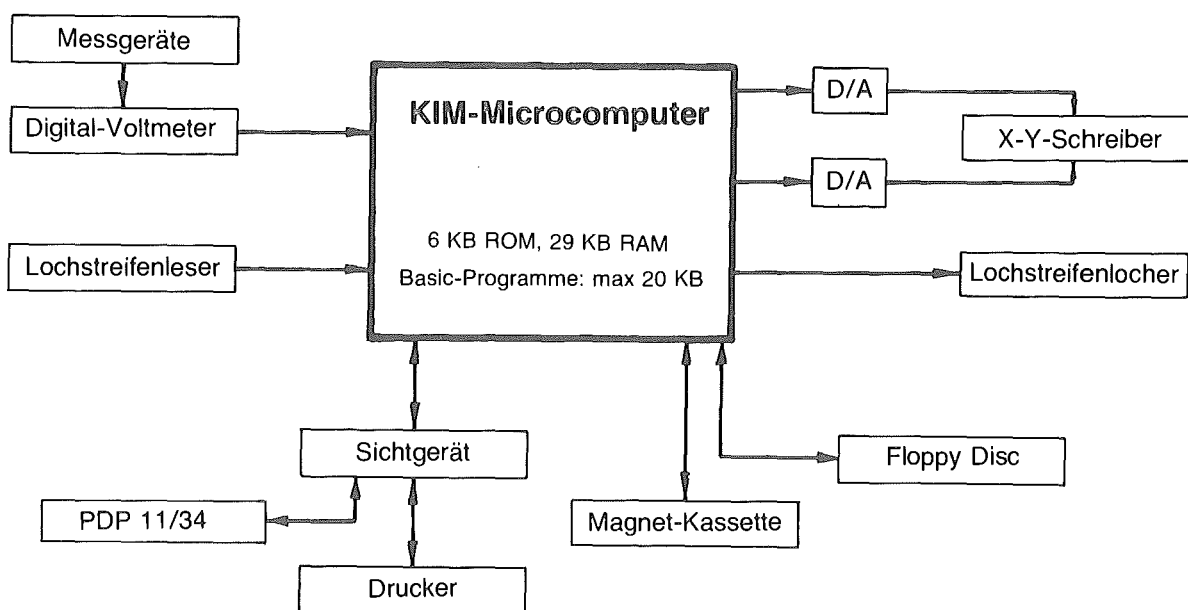 Messgeräte
Digital-Voltmeter
Lochstreifenleser
KIM-Microcomputer
6 KB ROM, 29 KB RAM
Basic-Programme: max 20 KB
D/A
D/A
X-Y-Schreiber
Lochstreifenlocher
Sichtgerät
PDP 11/34
Drucker
Magnet-Kassette
Floppy Disc